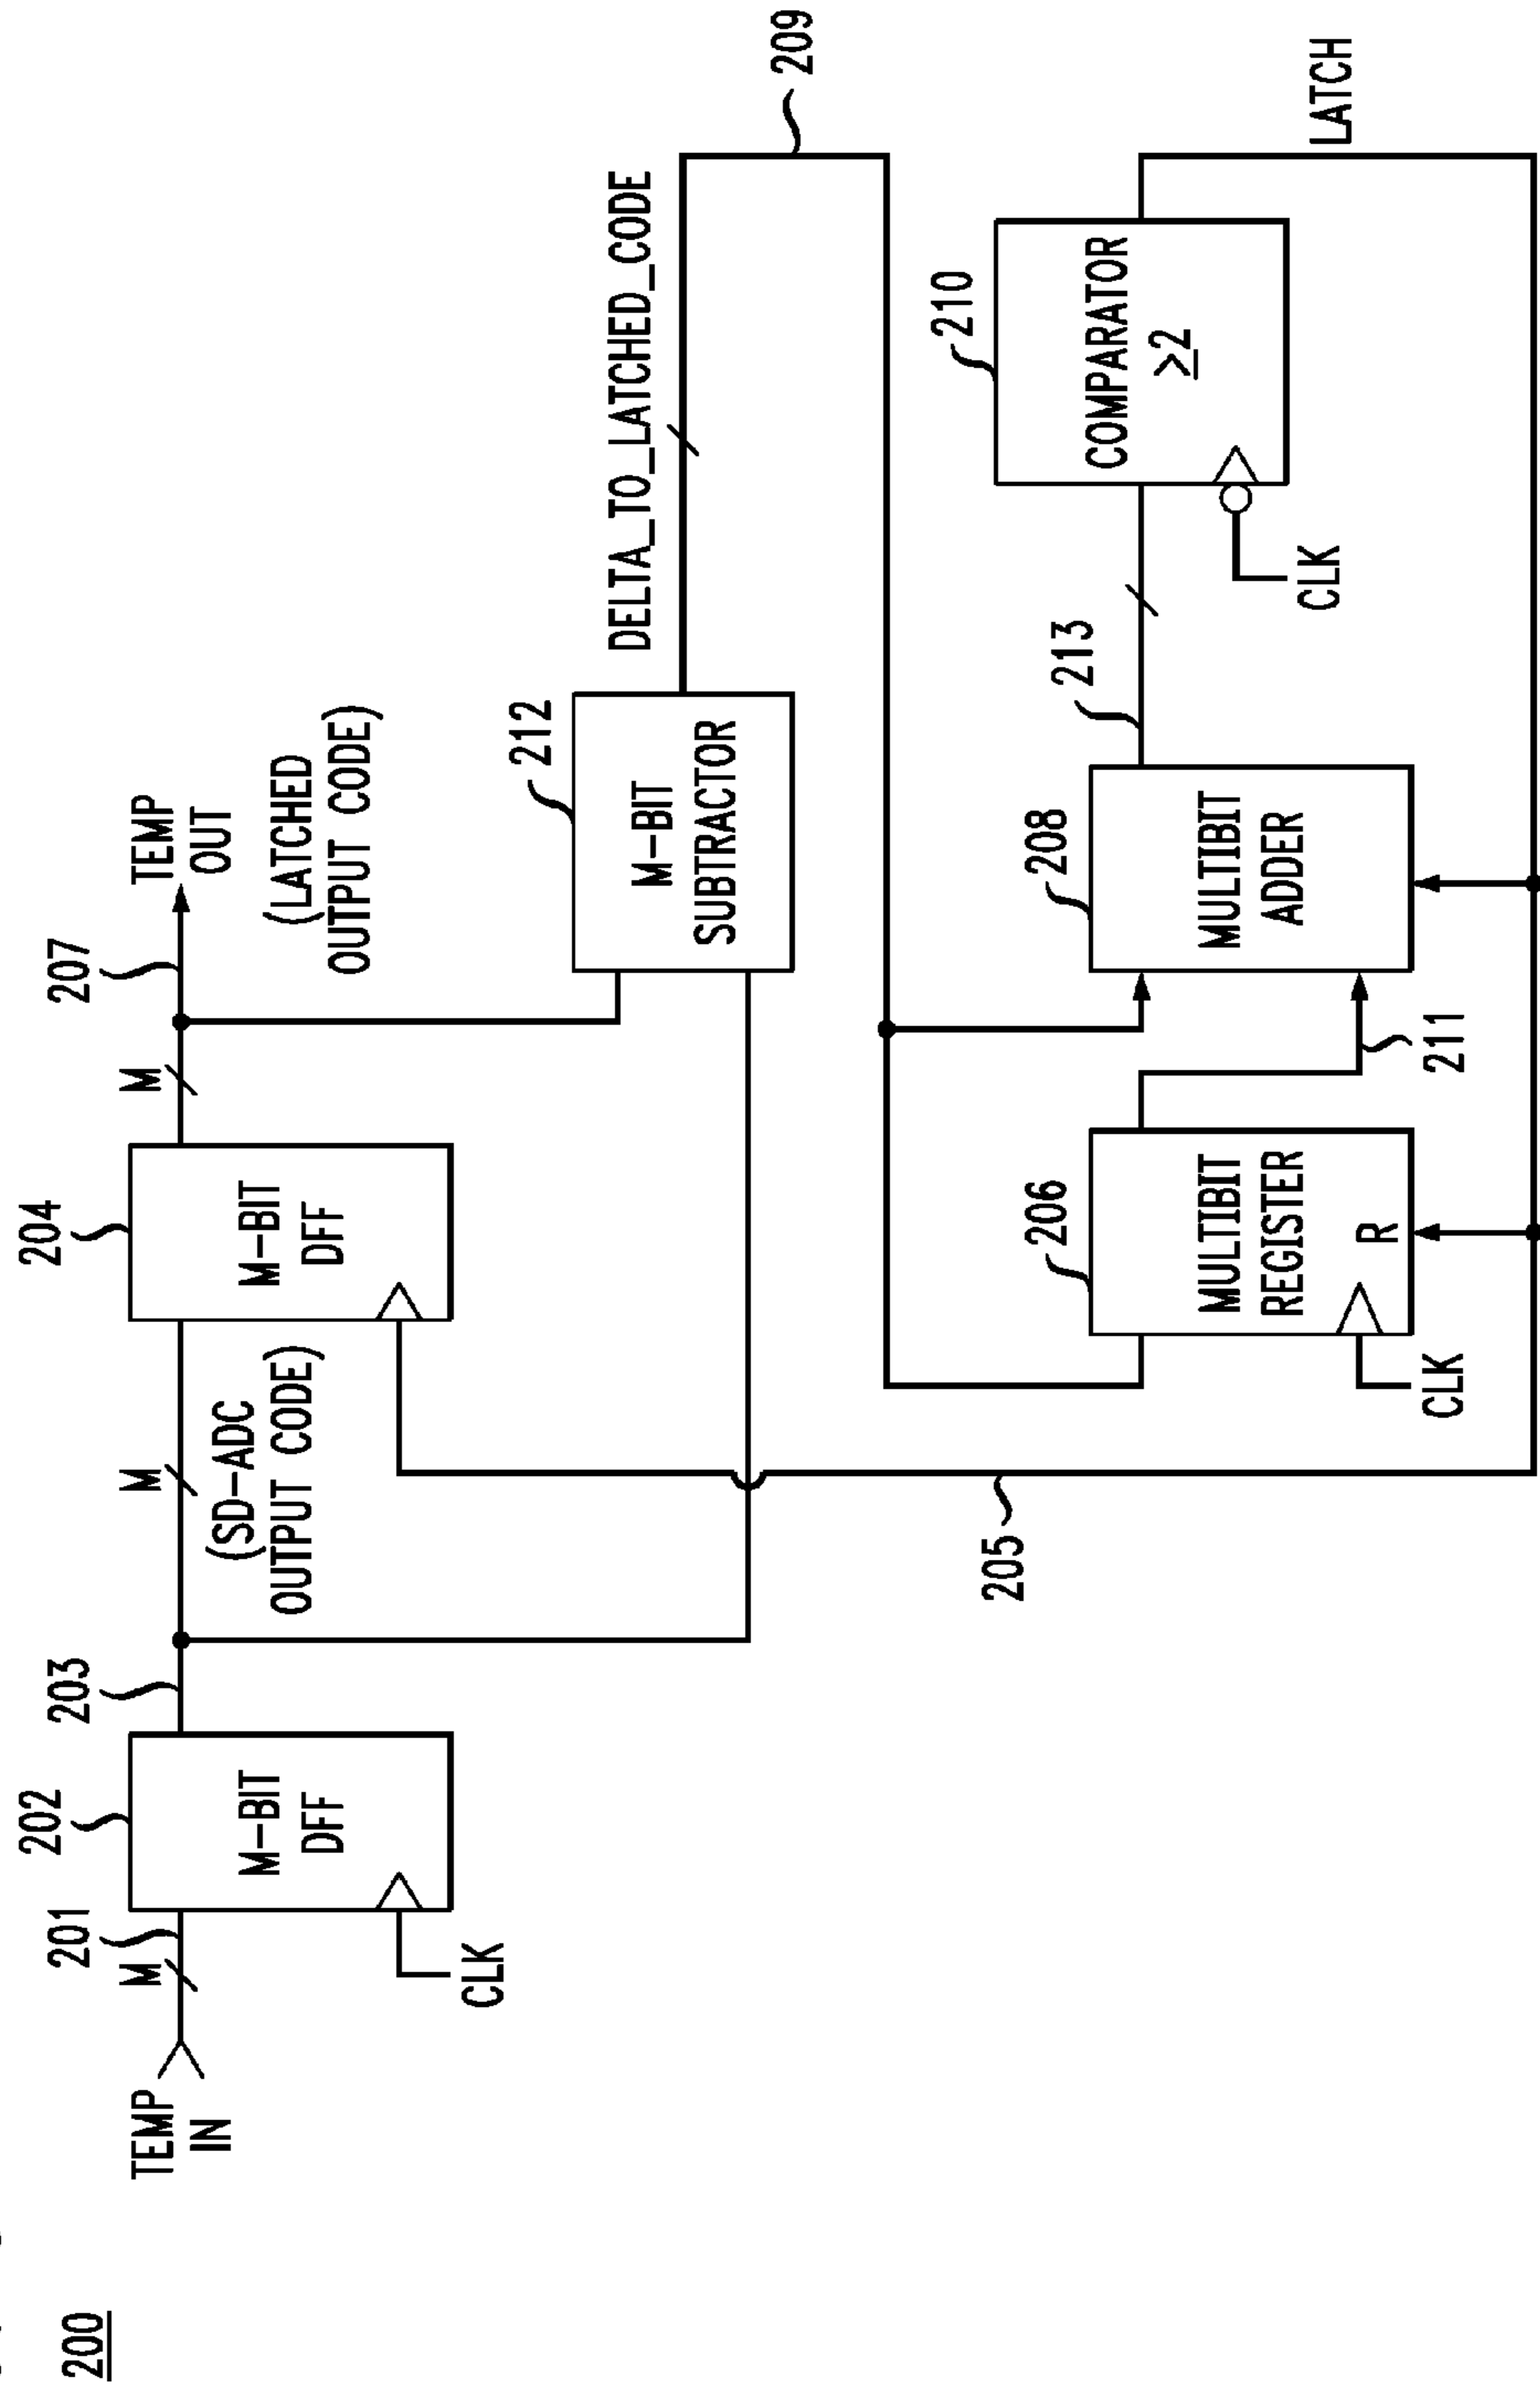 200
TEMP
IN
201
M
202
M-BIT
DFF
CLK
203
M
(SD-ADC
OUTPUT CODE)
204
M-BIT
DFF
M
207
TEMP
OUT
(LATCHED
OUTPUT CODE)
212
M-BIT
SUBTRACTOR
DELTA_TO_LATCHED_CODE
209
205
206
MULTIBIT
REGISTER
R
CLK
211
208
MULTIBIT
ADDER
213
210
COMPARATOR
≥2
CLK
LATCH